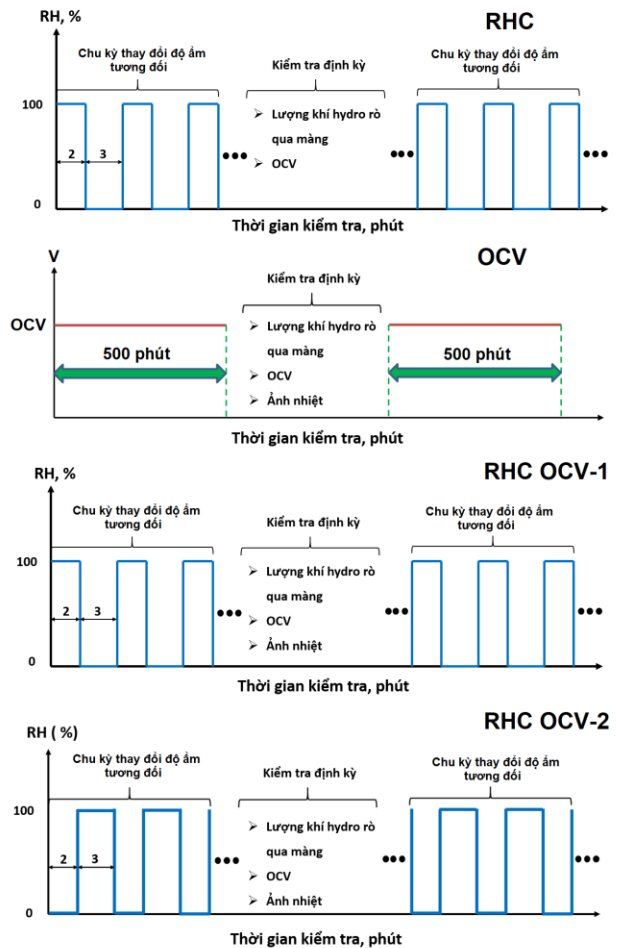 RH, %
RHC
Chu kỳ thay đổi độ ẩm
tương đối
Kiểm tra định kỳ
Chu kỳ thay đổi độ ẩm
tương đối
100
➢ Lượng khí hydro rò
qua màng
➢ OCV
2
3
0
Thời gian kiểm tra, phút
V
OCV
Kiểm tra định kỳ
OCV
➢ Lượng khí hydro rò
qua màng
➢ OCV
➢ Ảnh nhiệt
500 phút
500 phút
Thời gian kiểm tra, phút
RH, %
RHC OCV-1
Chu kỳ thay đổi độ ẩm
tương đối
Kiểm tra định kỳ
Chu kỳ thay đổi độ ẩm
tương đối
100
➢ Lượng khí hydro rò
qua màng
➢ OCV
➢ Ảnh nhiệt
2
3
0
Thời gian kiểm tra, phút
RH ( %)
RHC OCV-2
Chu kỳ thay đổi độ ẩm
tương đối
Kiểm tra định kỳ
Chu kỳ thay đổi độ ẩm
tương đối
100
➢ Lượng khí hydro rò
qua màng
➢ OCV
➢ Ảnh nhiệt
2
3
0
Thời gian kiểm tra, phút